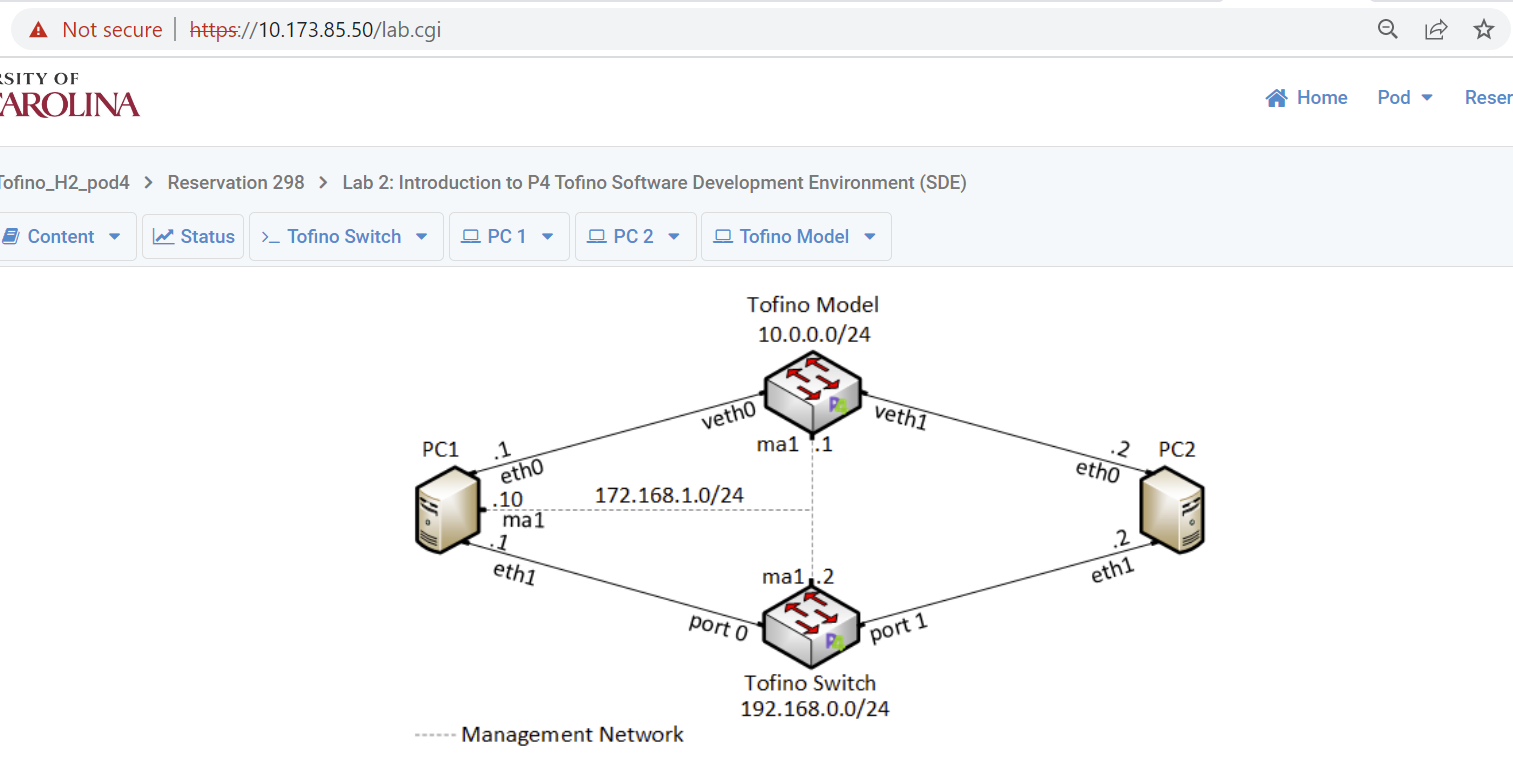 Not secure | https://10.173.85.50/lab.cgi
RSITY OF
CAROLINA
Home Pod Reser
Tofino_H2_pod4 > Reservation 298 > Lab 2: Introduction to P4 Tofino Software Development Environment (SDE)
Content Status >_ Tofino Switch PC 1 PC 2 Tofino Model
Tofino Model
10.0.0.0/24
P4
veth0 veth1
ma1 .1
PC1 .1 .2 PC2
eth0 eth0
.10 172.168.1.0/24
ma1
.1 .2
eth1 eth1
ma1 .2
port 0 port 1
P4
Tofino Switch
192.168.0.0/24
Management Network